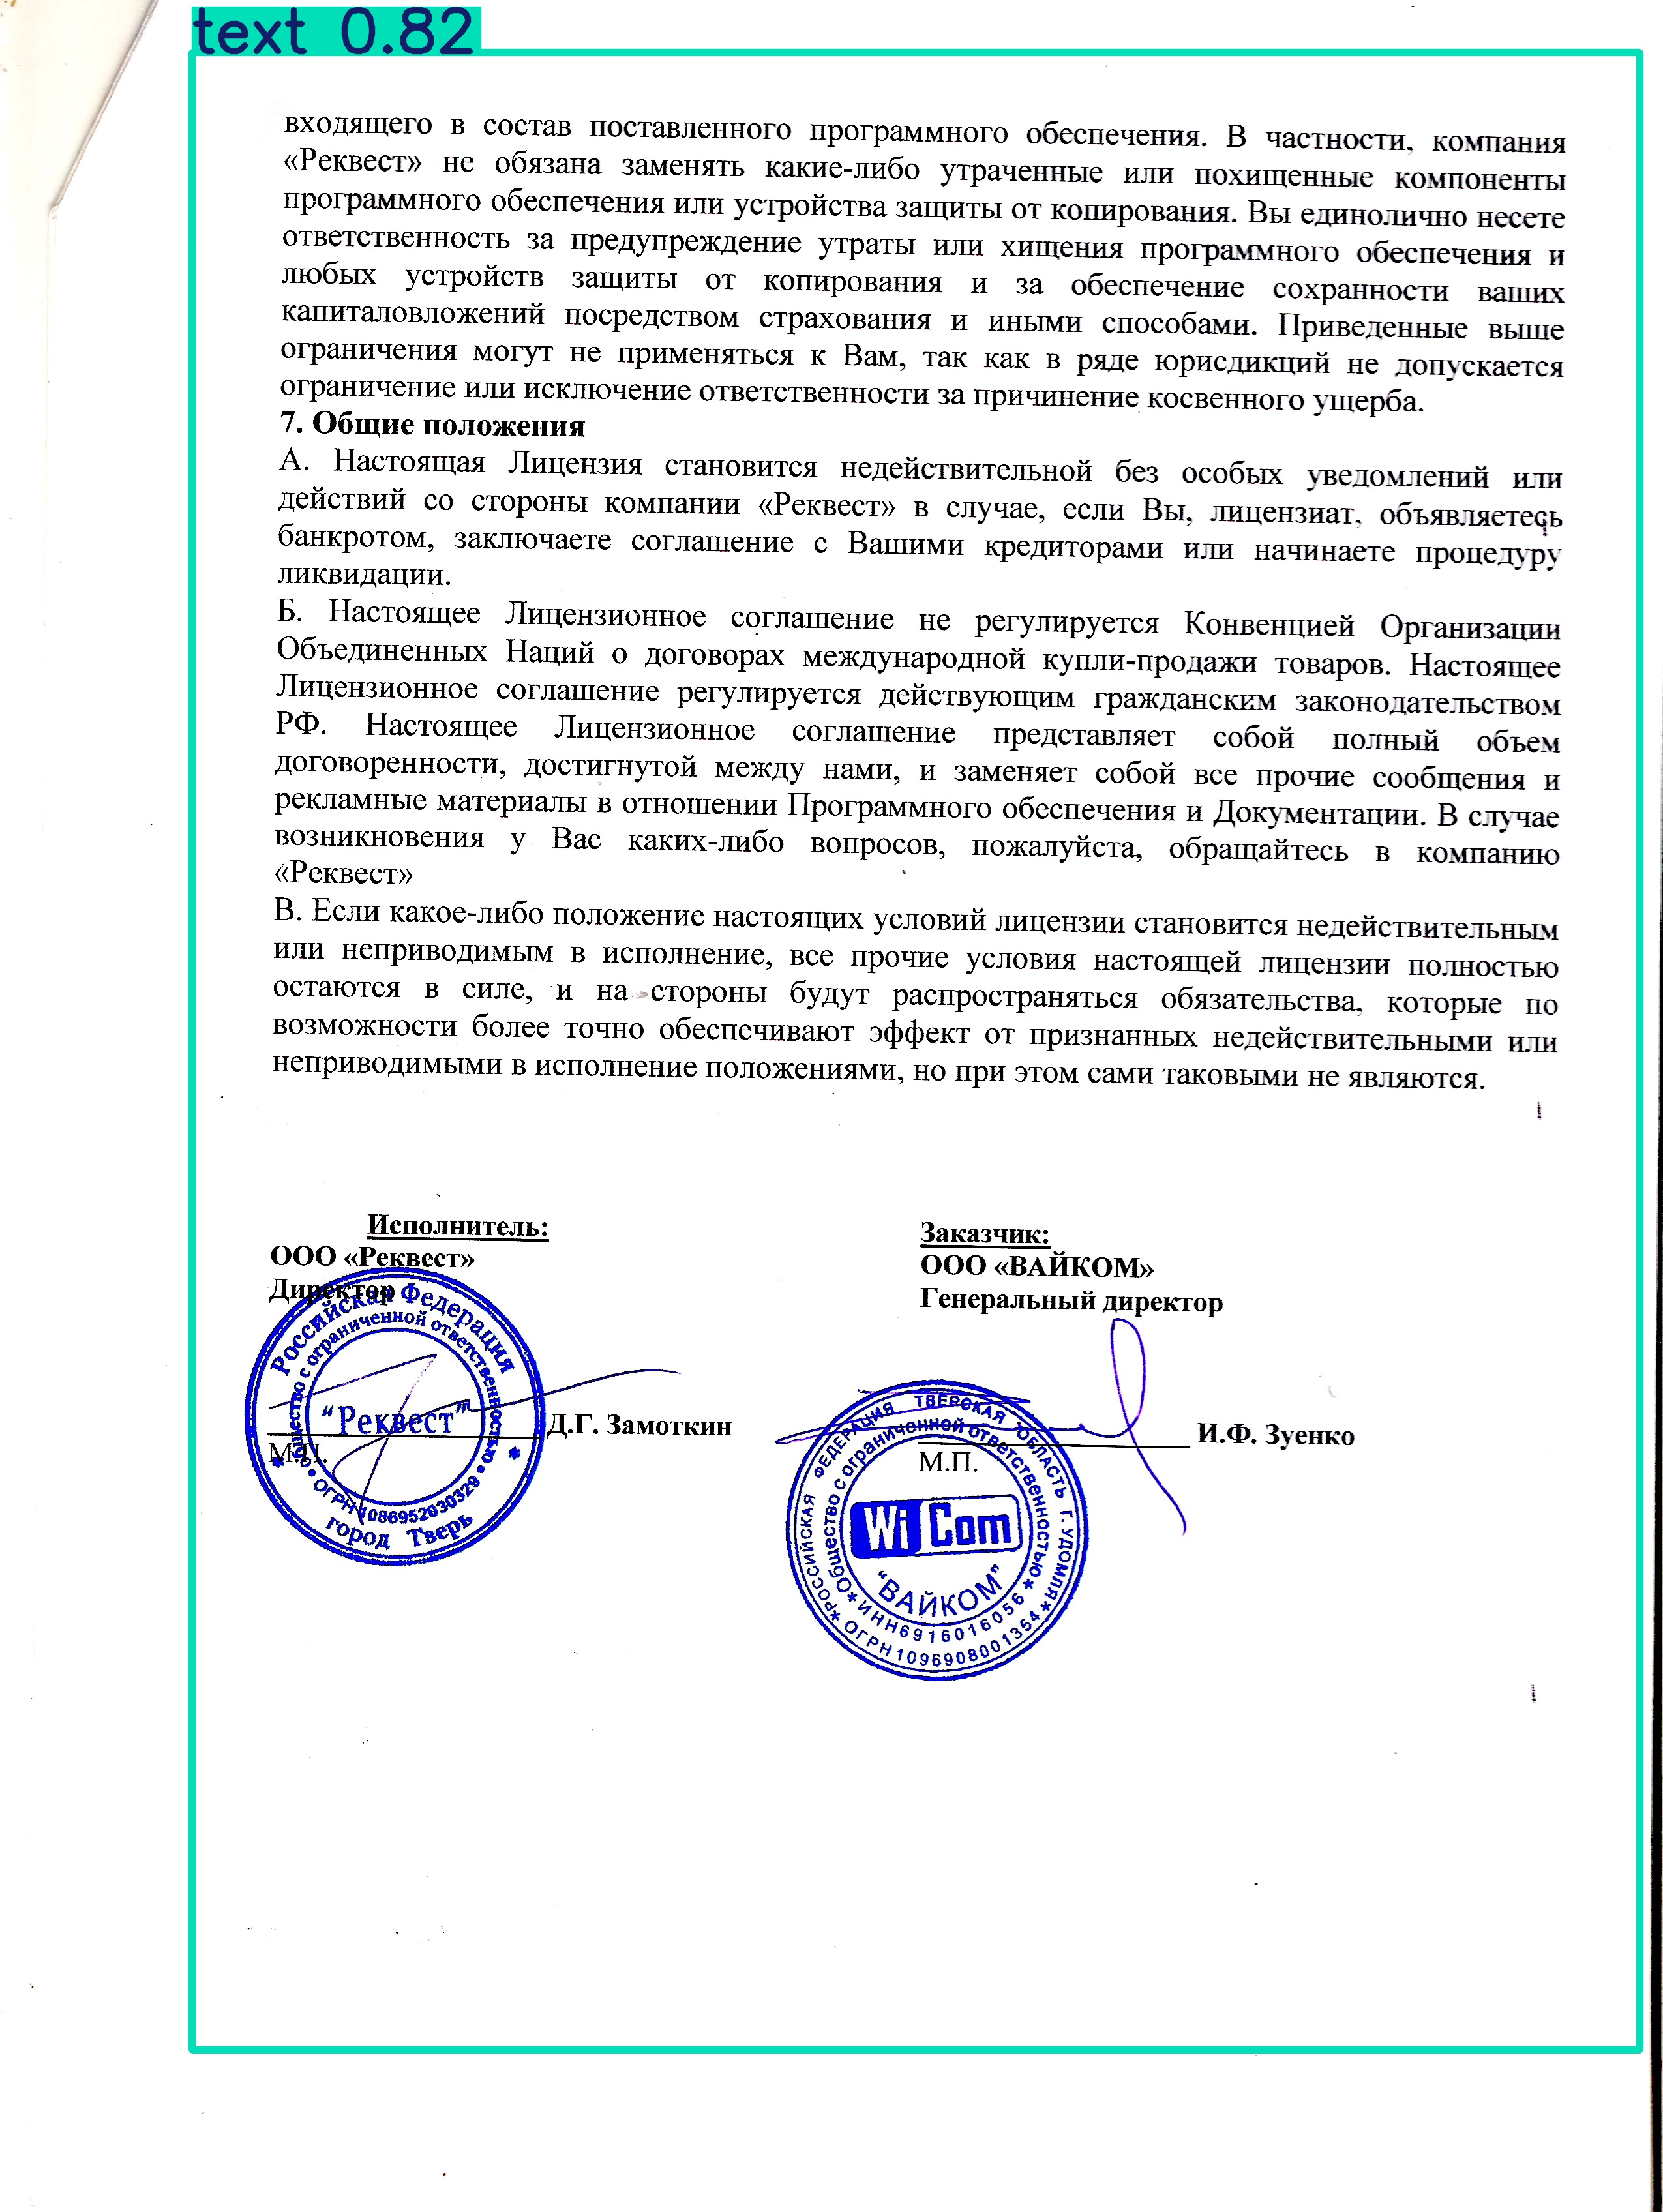 text 0.82
входящего в состав поставленного программного обеспечения. В частности, компания
«Реквест» не обязана заменять какие-либо утраченные или похищенные компоненты
программного обеспечения или устройства защиты от копирования. Вы единолично несете
ответственность за предупреждение утраты или хищения программного обеспечения и
любых устройств защиты от копирования и за обеспечение сохранности ваших
капиталовложений посредством страхования и иными способами. Приведенные выше
ограничения могут не применяться к Вам, так как в ряде юрисдикций не допускается
ограничение или исключение ответственности за причинение косвенного ущерба.
7. Общие положения
А. Настоящая Лицензия становится недействительной без особых уведомлений или
действий со стороны компании «Реквест» в случае, если Вы, лицензиат, объявляетесь
банкротом, заключаете соглашение с Вашими кредиторами или начинаете процедуру
ликвидации.
Б. Настоящее Лицензионное соглашение не регулируется Конвенцией Организации
Объединенных Наций о договорах международной купли-продажи товаров. Настоящее
Лицензионное соглашение регулируется действующим гражданским законодательством
РФ. Настоящее Лицензионное соглашение представляет собой полный объем
договоренности, достигнутой между нами, и заменяет собой все прочие сообщения и
рекламные материалы в отношении Программного обеспечения и Документации. В случае
возникновения у Вас каких-либо вопросов, пожалуйста, обращайтесь в компанию
«Реквест»
В. Если какое-либо положение настоящих условий лицензии становится недействительным
или неприводимым в исполнение, все прочие условия настоящей лицензии полностью
остаются в силе, и на стороны будут распространяться обязательства, которые по
возможности более точно обеспечивают эффект от признанных недействительными или
неприводимыми в исполнение положениями, но при этом сами таковыми не являются.
Исполнитель:
ООО «Реквест»
Директор
Д.Г. Замоткин
М.П.
Российская Федерация
Общество с ограниченной ответственностью
"Реквест"
ОГРН 1086952030329
город Тверь
Заказчик:
ООО «ВАЙКОМ»
Генеральный директор
И.Ф. Зуенко
М.П.
РОССИЙСКАЯ ФЕДЕРАЦИЯ ТВЕРСКАЯ ОБЛАСТЬ Г. УДОМЛЯ
Общество с ограниченной ответственностью
Wi Com
"ВАЙКОМ"
ИНН 6916016056
ОГРН 1096908001354